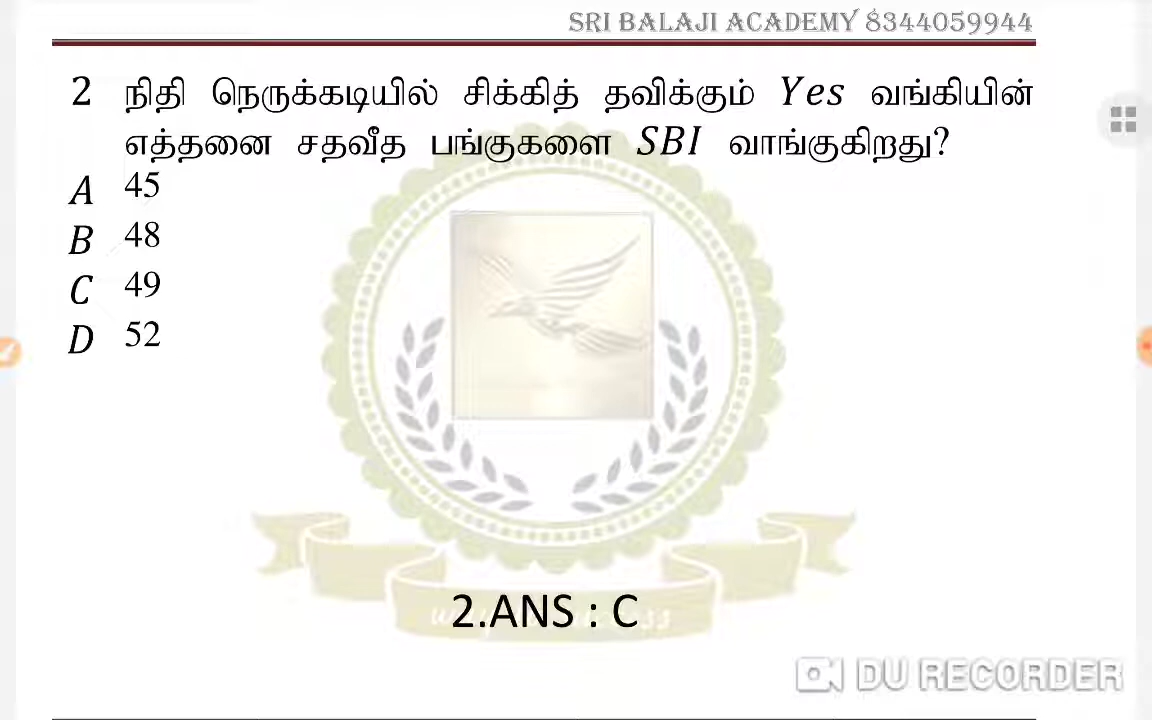 SRI BALAJI ACADEMY 8344059944
2 நிதி நெருக்கடியில் சிக்கித் தவிக்கும் Yes வங்கியின்
எத்தனை சதவீத பங்குகளை SBI வாங்குகிறது?
A 45
B 48
C 49
D 52
2.ANS : C
DU RECORDER